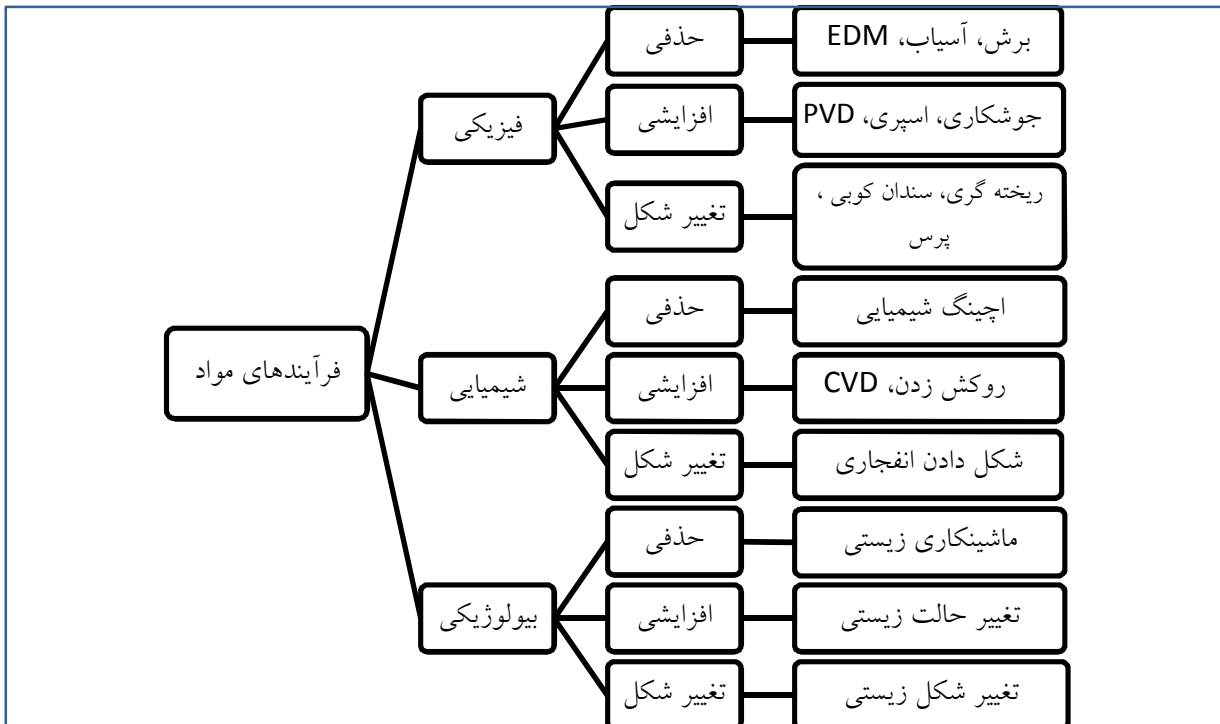 فرآیندهای مواد
فیزیکی
حذفی
برش، آسیاب، EDM
افزایشی
جوشکاری، اسپری، PVD
تغییر شکل
ریخته گری، سندان کوبی ،
پرس
شیمیایی
حذفی
اچینگ شیمیایی
افزایشی
روکش زدن، CVD
تغییر شکل
شکل دادن انفجاری
بیولوژیکی
حذفی
ماشینکاری زیستی
افزایشی
تغییر حالت زیستی
تغییر شکل
تغییر شکل زیستی